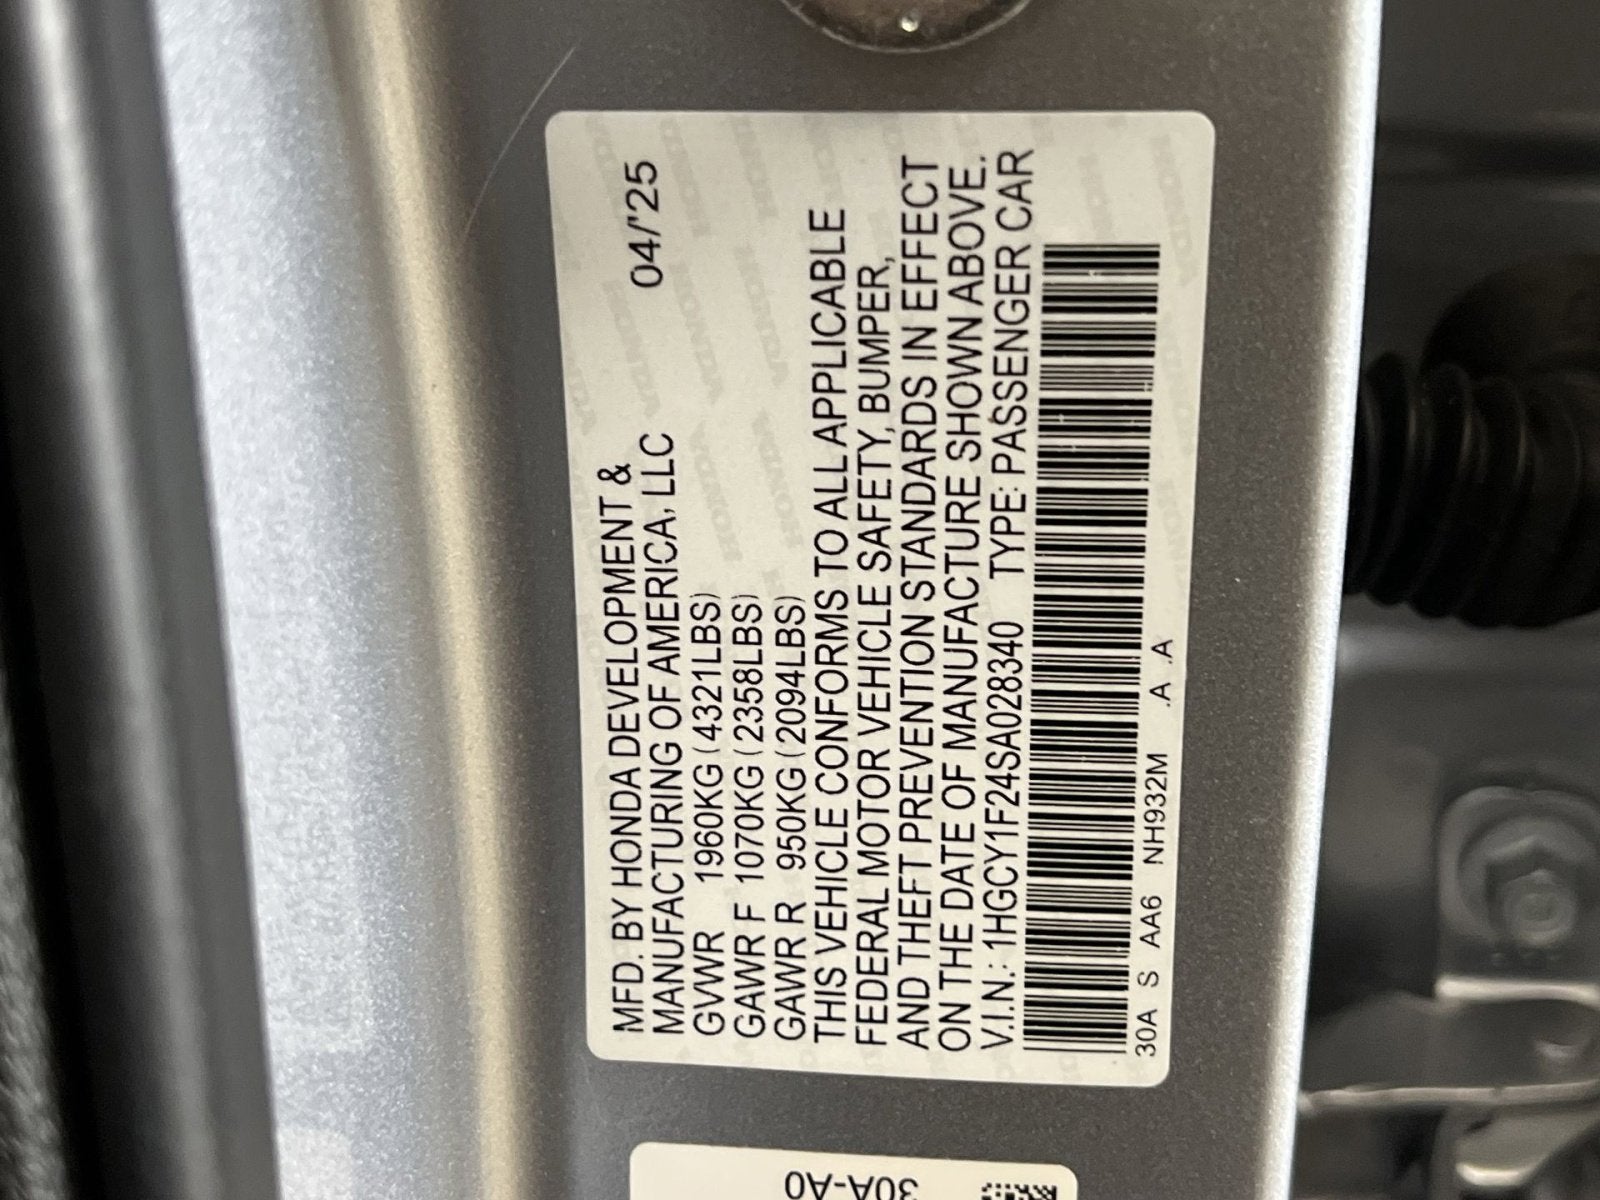 MFD. BY HONDA DEVELOPMENT &
MANUFACTURING OF AMERICA, LLC 04/'25
GVWR 1960KG (4321LBS)
GAWR F 1070KG (2358LBS)
GAWR R 950KG (2094LBS)
THIS VEHICLE CONFORMS TO ALL APPLICABLE
FEDERAL MOTOR VEHICLE SAFETY, BUMPER,
AND THEFT PREVENTION STANDARDS IN EFFECT
ON THE DATE OF MANUFACTURE SHOWN ABOVE.
V.I.N.: 1HGCY1F24SA028340 TYPE: PASSENGER CAR
30A S AA6 NH932M .A .A
30A-A0